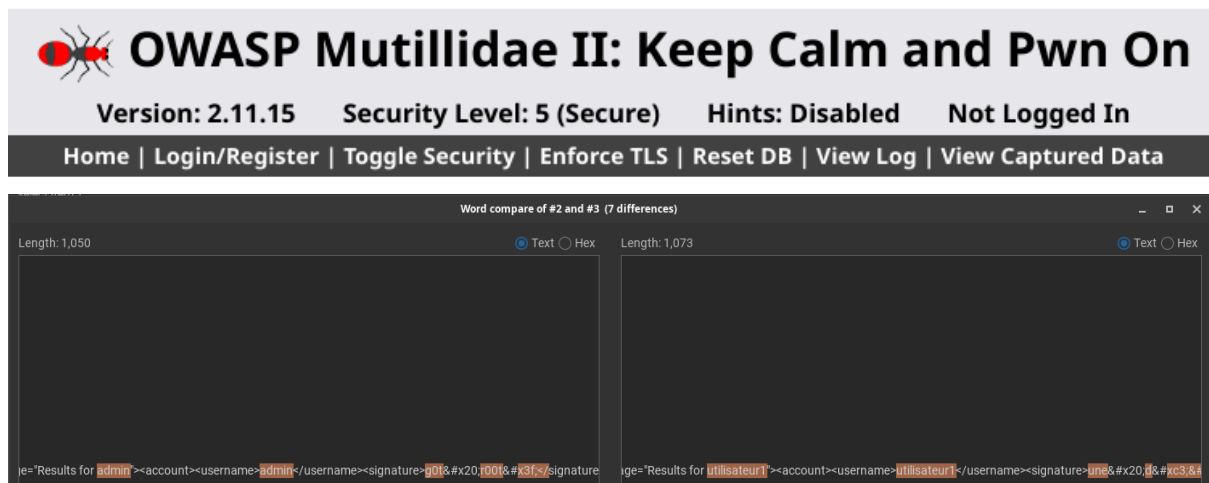 OWASP Mutillidae II: Keep Calm and Pwn On
Version: 2.11.15 Security Level: 5 (Secure) Hints: Disabled Not Logged In
Home | Login/Register | Toggle Security | Enforce TLS | Reset DB | View Log | View Captured Data
Word compare of #2 and #3 (7 differences)
Length: 1,050 Text Hex Length: 1,073 Text Hex
ge="Results for admin"><account><username>admin</username><signature>g0t&#x20;r00t&#x3f;</signature
age="Results for utilisateur1"><account><username>utilisateur1</username><signature>une&#x20;d&#xc3;&#